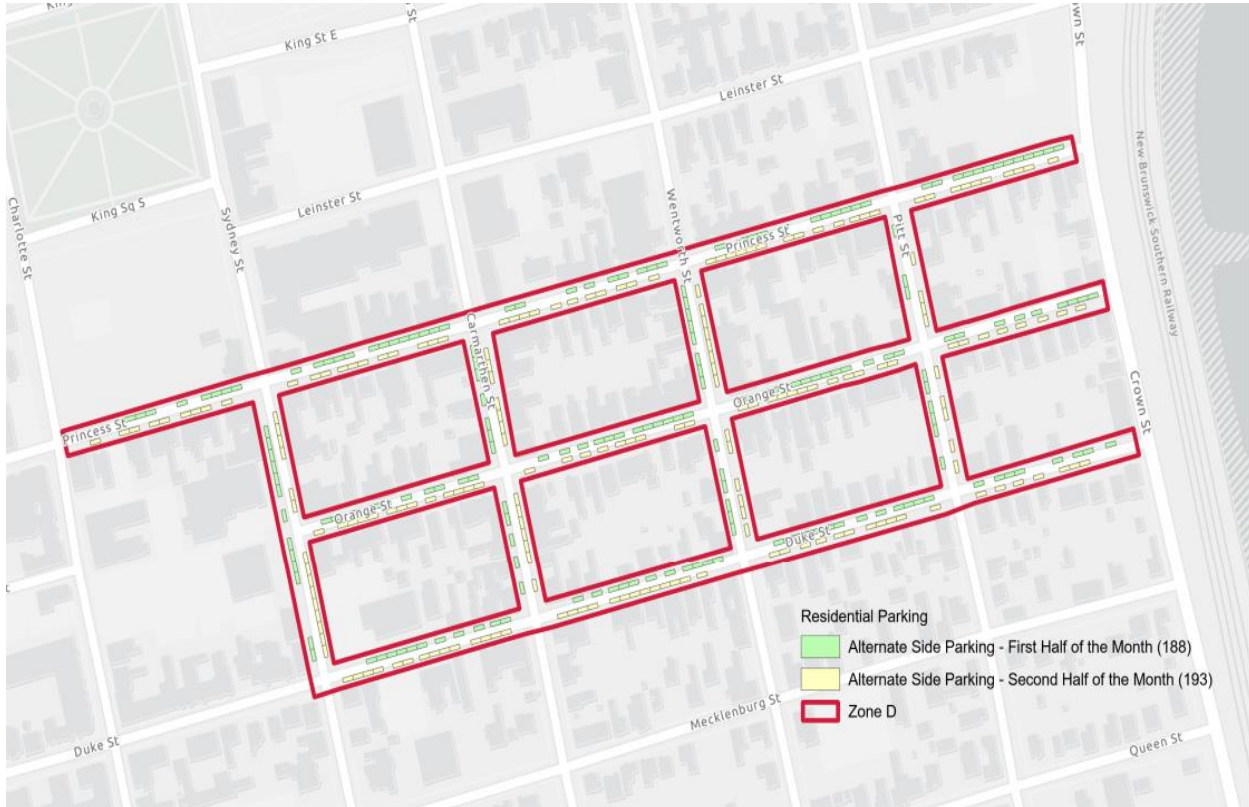 King St E
own St
Leinster St
King Sq S
Leinster St
Charlotte St
Sydney St
Wentworth St
New Brunswick Southern Railway
Princess St
Pitt St
Carmarthen St
Princess St
Orange St
Crown St
Orange St
Duke St
Residential Parking
Alternate Side Parking - First Half of the Month (188)
Alternate Side Parking - Second Half of the Month (193)
Zone D
Mecklenburg St
Duke St
Queen St